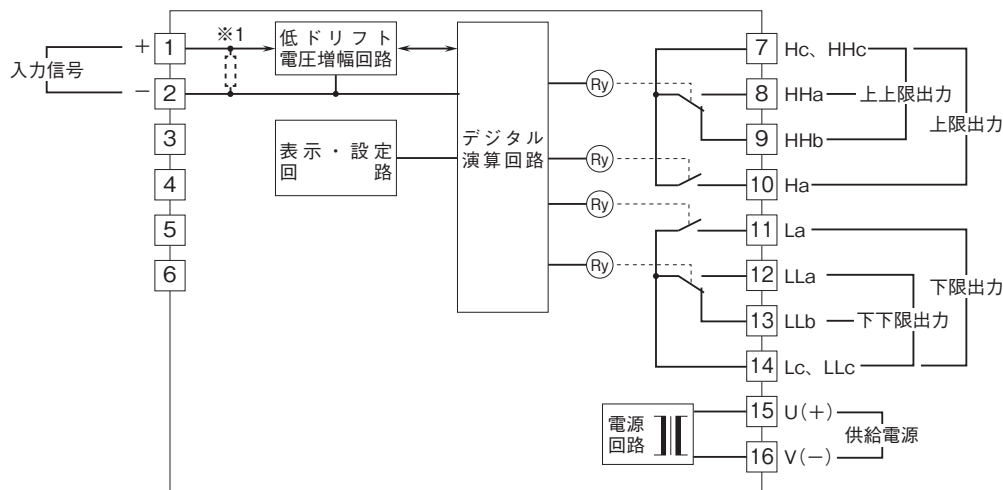 ※1
＋ 1
入力信号
− 2
3
4
5
6
低ドリフト
電圧増幅回路
表示・設定
回路
デジタル
演算回路
Ry
Ry
Ry
Ry
7 Hc、HHc
8 HHa 上上限出力
9 HHb
上限出力
10 Ha
11 La
12 LLa
下限出力
13 LLb 下下限出力
14 Lc、LLc
電源
回路
15 U(＋)
供給電源
16 V(−)